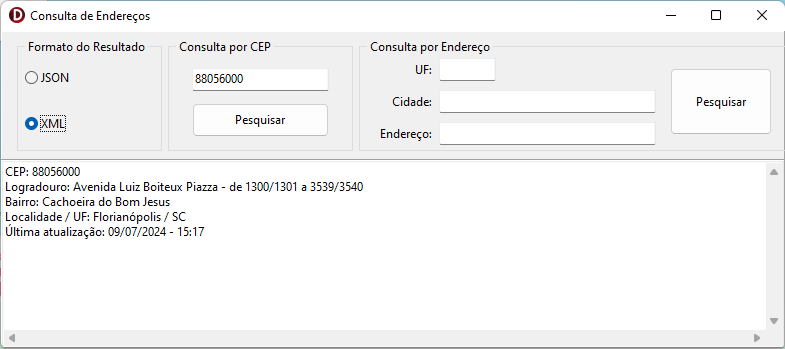 Consulta de Endereços
Formato do Resultado
JSON
XML
Consulta por CEP
88056000
Pesquisar
Consulta por Endereço
UF:
Cidade:
Endereço:
Pesquisar
CEP: 88056000
Logradouro: Avenida Luiz Boiteux Piazza - de 1300/1301 a 3539/3540
Bairro: Cachoeira do Bom Jesus
Localidade / UF: Florianópolis / SC
Última atualização: 09/07/2024 - 15:17